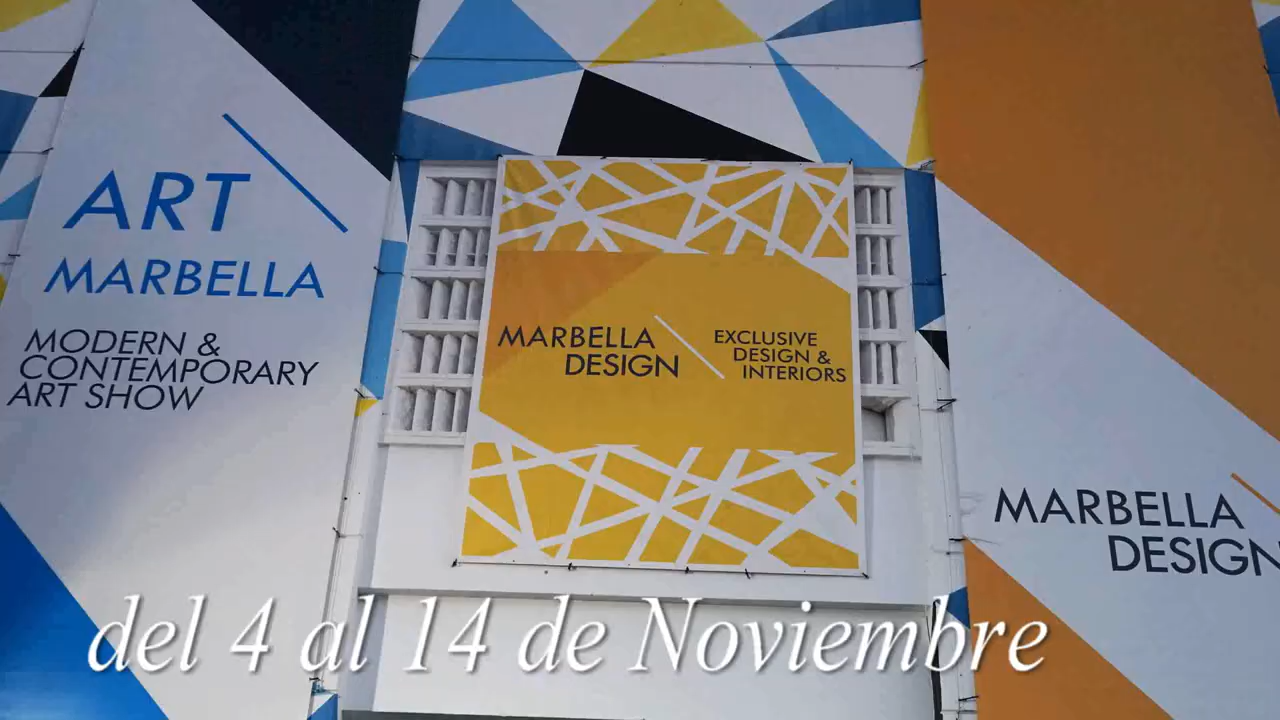 ART
MARBELLA
MODERN &
CONTEMPORARY
ART SHOW
MARBELLA
DESIGN
EXCLUSIVE
DESIGN &
INTERIORS
MARBELLA
DESIGN
del 4 al 14 de Noviembre